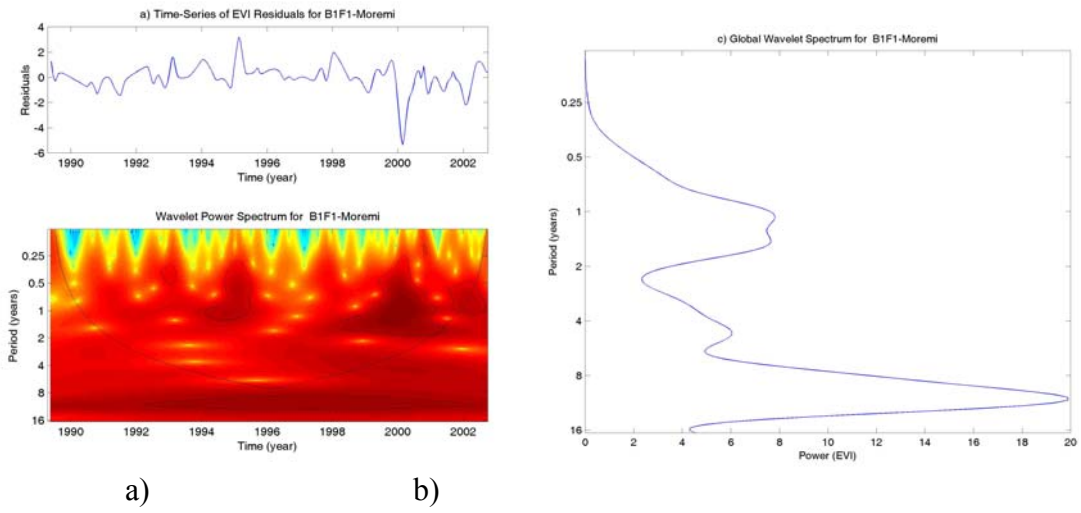 a) Time-Series of EVI Residuals for B1F1-Moremi
Residuals
4
2
0
-2
-4
-6
1990 1992 1994 1996 1998 2000 2002
Time (year)
Wavelet Power Spectrum for B1F1-Moremi
Period (years)
0.25
0.5
1
2
4
8
16
1990 1992 1994 1996 1998 2000 2002
Time (year)
c) Global Wavelet Spectrum for B1F1-Moremi
Period (years)
0.25
0.5
1
2
4
8
16
0 2 4 6 8 10 12 14 16 18 20
Power (EVI)
a) b)